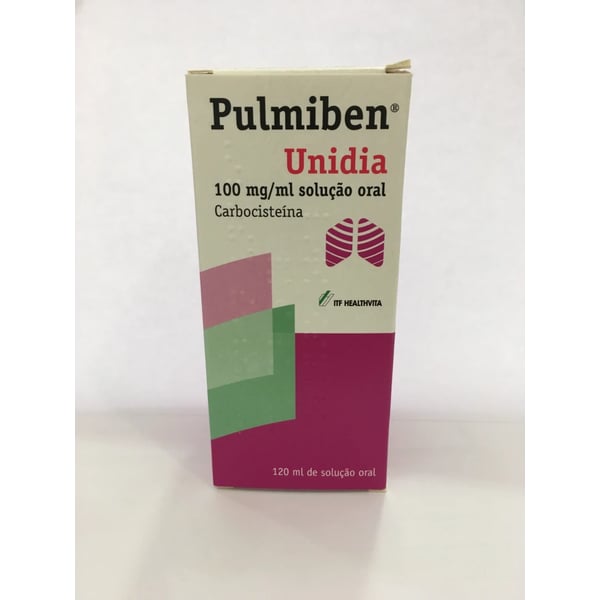 Pulmiben®
Unidia
100 mg/ml solução oral
Carbocisteína
ITF HEALTHVITA
120 ml de solução oral